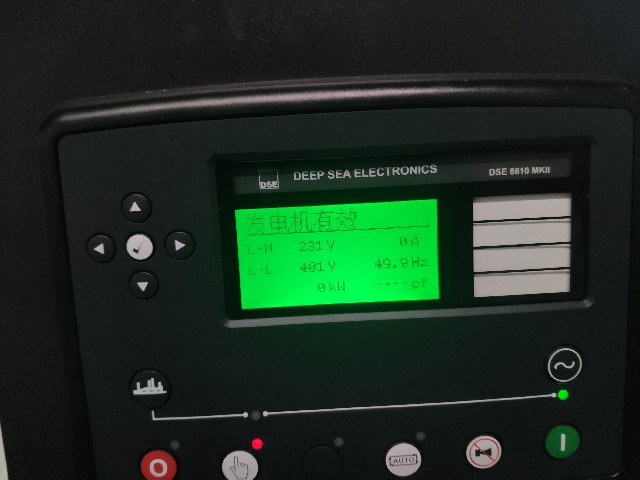 DSE
DEEP SEA ELECTRONICS
DSE 8610 MKII
发电机有效
L-N 231V 0A
L-L 401V 49.9Hz
0kW ----pf
O
AUTO
I